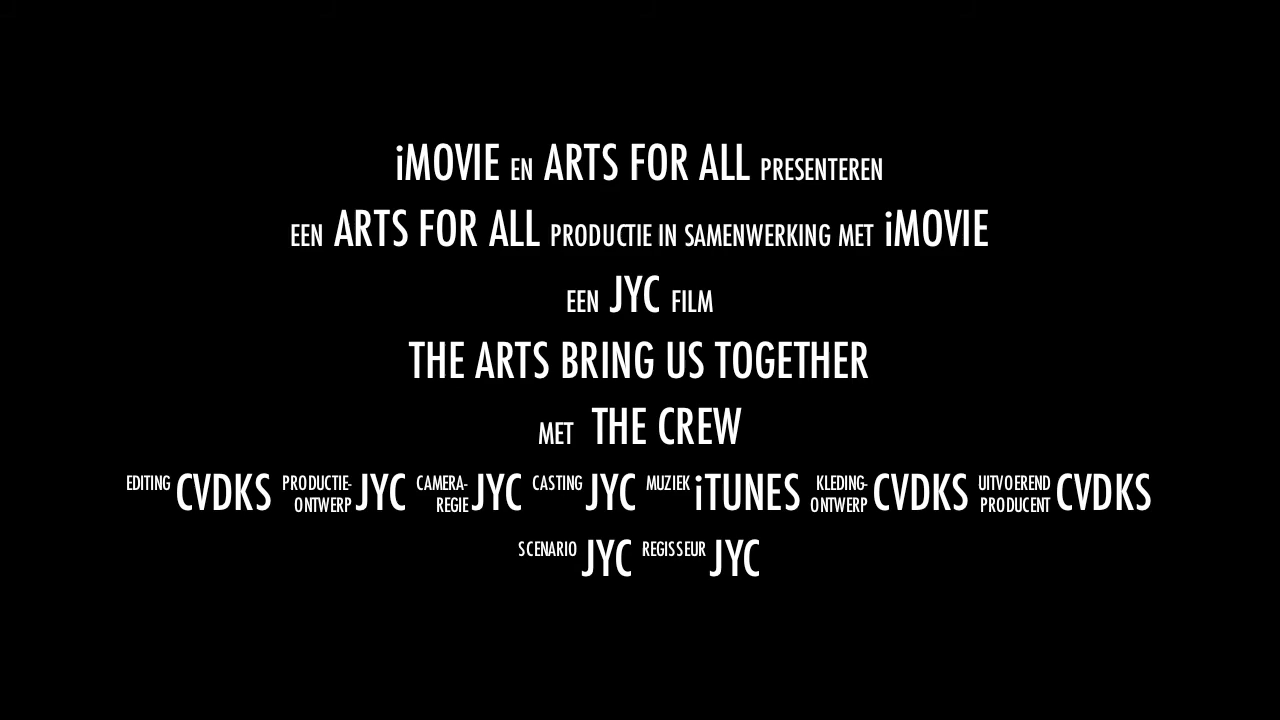 iMOVIE EN ARTS FOR ALL PRESENTEREN
EEN ARTS FOR ALL PRODUCTIE IN SAMENWERKING MET iMOVIE
EEN JYC FILM
THE ARTS BRING US TOGETHER
MET THE CREW
EDITING CVDKS PRODUCTIE-ONTWERP JYC CAMERA-REGIE JYC CASTING JYC MUZIEK iTUNES KLEDING-ONTWERP CVDKS UITVOEREND PRODUCENT CVDKS
SCENARIO JYC REGISSEUR JYC